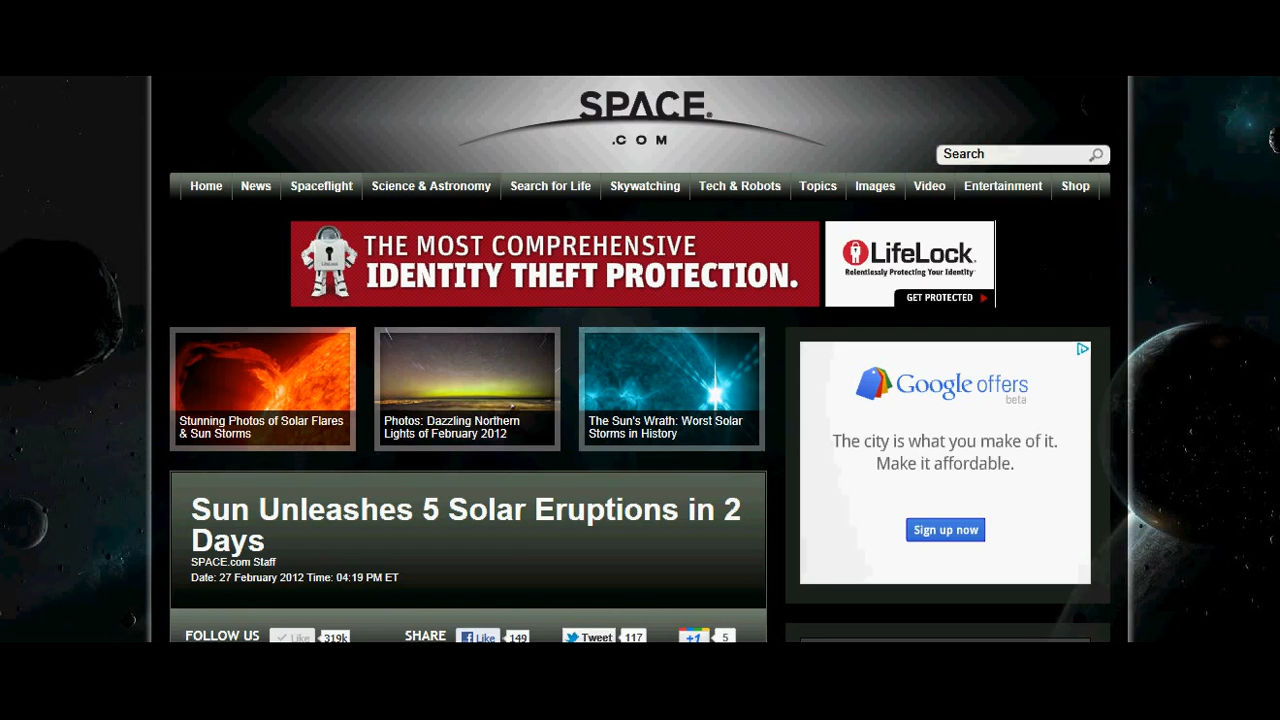 SPACE
.COM
Search
Home News Spaceflight Science & Astronomy Search for Life Skywatching Tech & Robots Topics Images Video Entertainment Shop
THE MOST COMPREHENSIVE
IDENTITY THEFT PROTECTION.
LifeLock
Relentlessly Protecting Your Identity
GET PROTECTED
Stunning Photos of Solar Flares
& Sun Storms
Photos: Dazzling Northern
Lights of February 2012
The Sun's Wrath: Worst Solar
Storms in History
Google offers
beta
The city is what you make of it.
Make it affordable.
Sign up now
Sun Unleashes 5 Solar Eruptions in 2
Days
SPACE.com Staff
Date: 27 February 2012 Time: 04:19 PM ET
FOLLOW US Like 319k SHARE Like 149 Tweet 117 +1 5